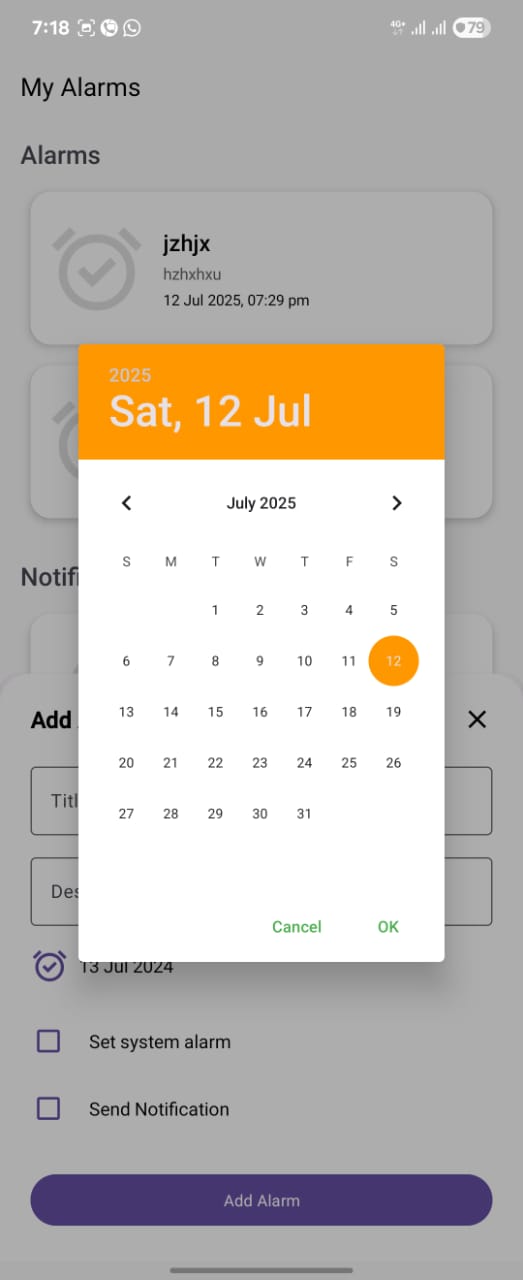 7:18
4G+
79
My Alarms
Alarms
jzhjx
hzhxhxu
12 Jul 2025, 07:29 pm
2025
Sat, 12 Jul
July 2025
S M T W T F S
1 2 3 4 5
6 7 8 9 10 11 12
13 14 15 16 17 18 19
20 21 22 23 24 25 26
27 28 29 30 31
Cancel OK
Notifi
Add
Titl
Des
13 Jul 2024
Set system alarm
Send Notification
Add Alarm